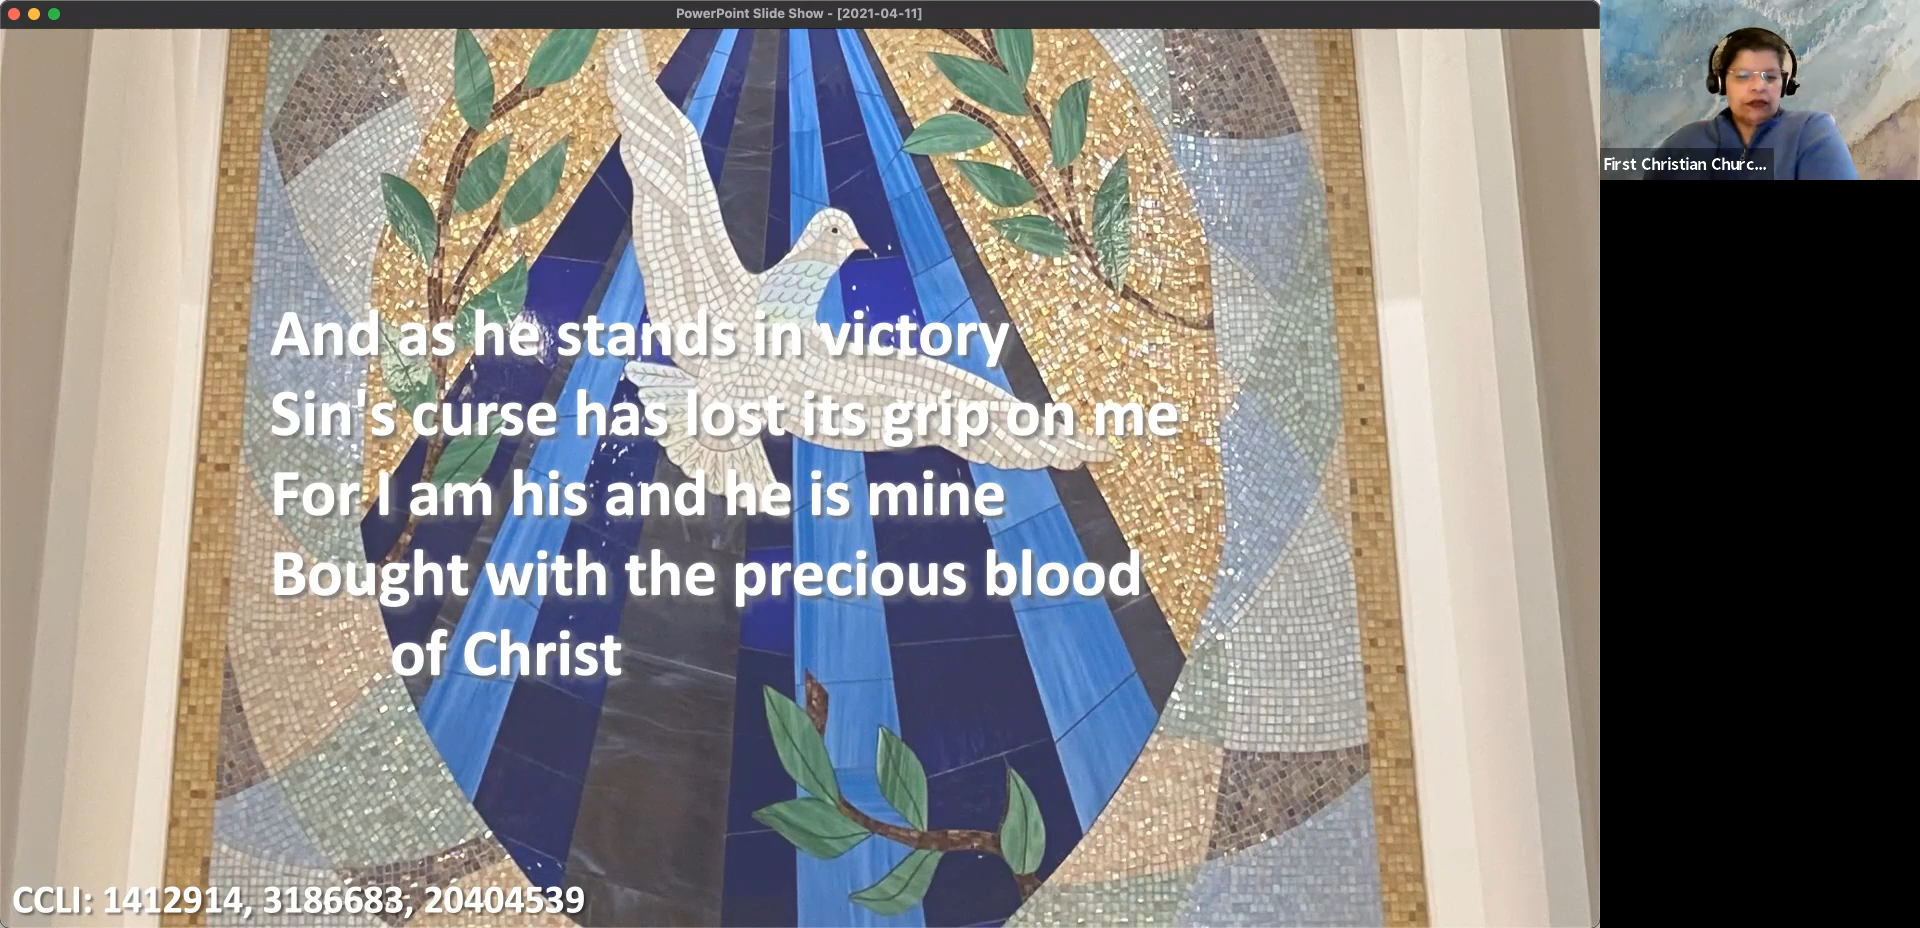 PowerPoint Slide Show - [2021-04-11]
First Christian Churc...
And as he stands in victory
Sin's curse has lost its grip on me
For I am his and he is mine
Bought with the precious blood
of Christ
CCLI: 1412914, 3186683, 20404539